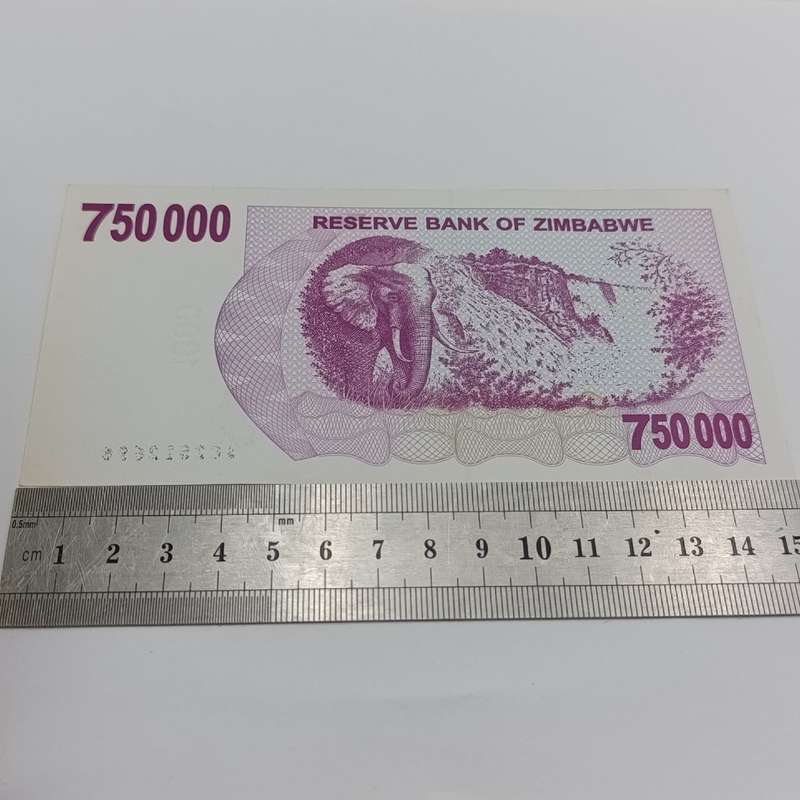 750 000
RESERVE BANK OF ZIMBABWE
750 000
0.5mm
mm
cm 1 2 3 4 5 6 7 8 9 10 11 12 13 14 15